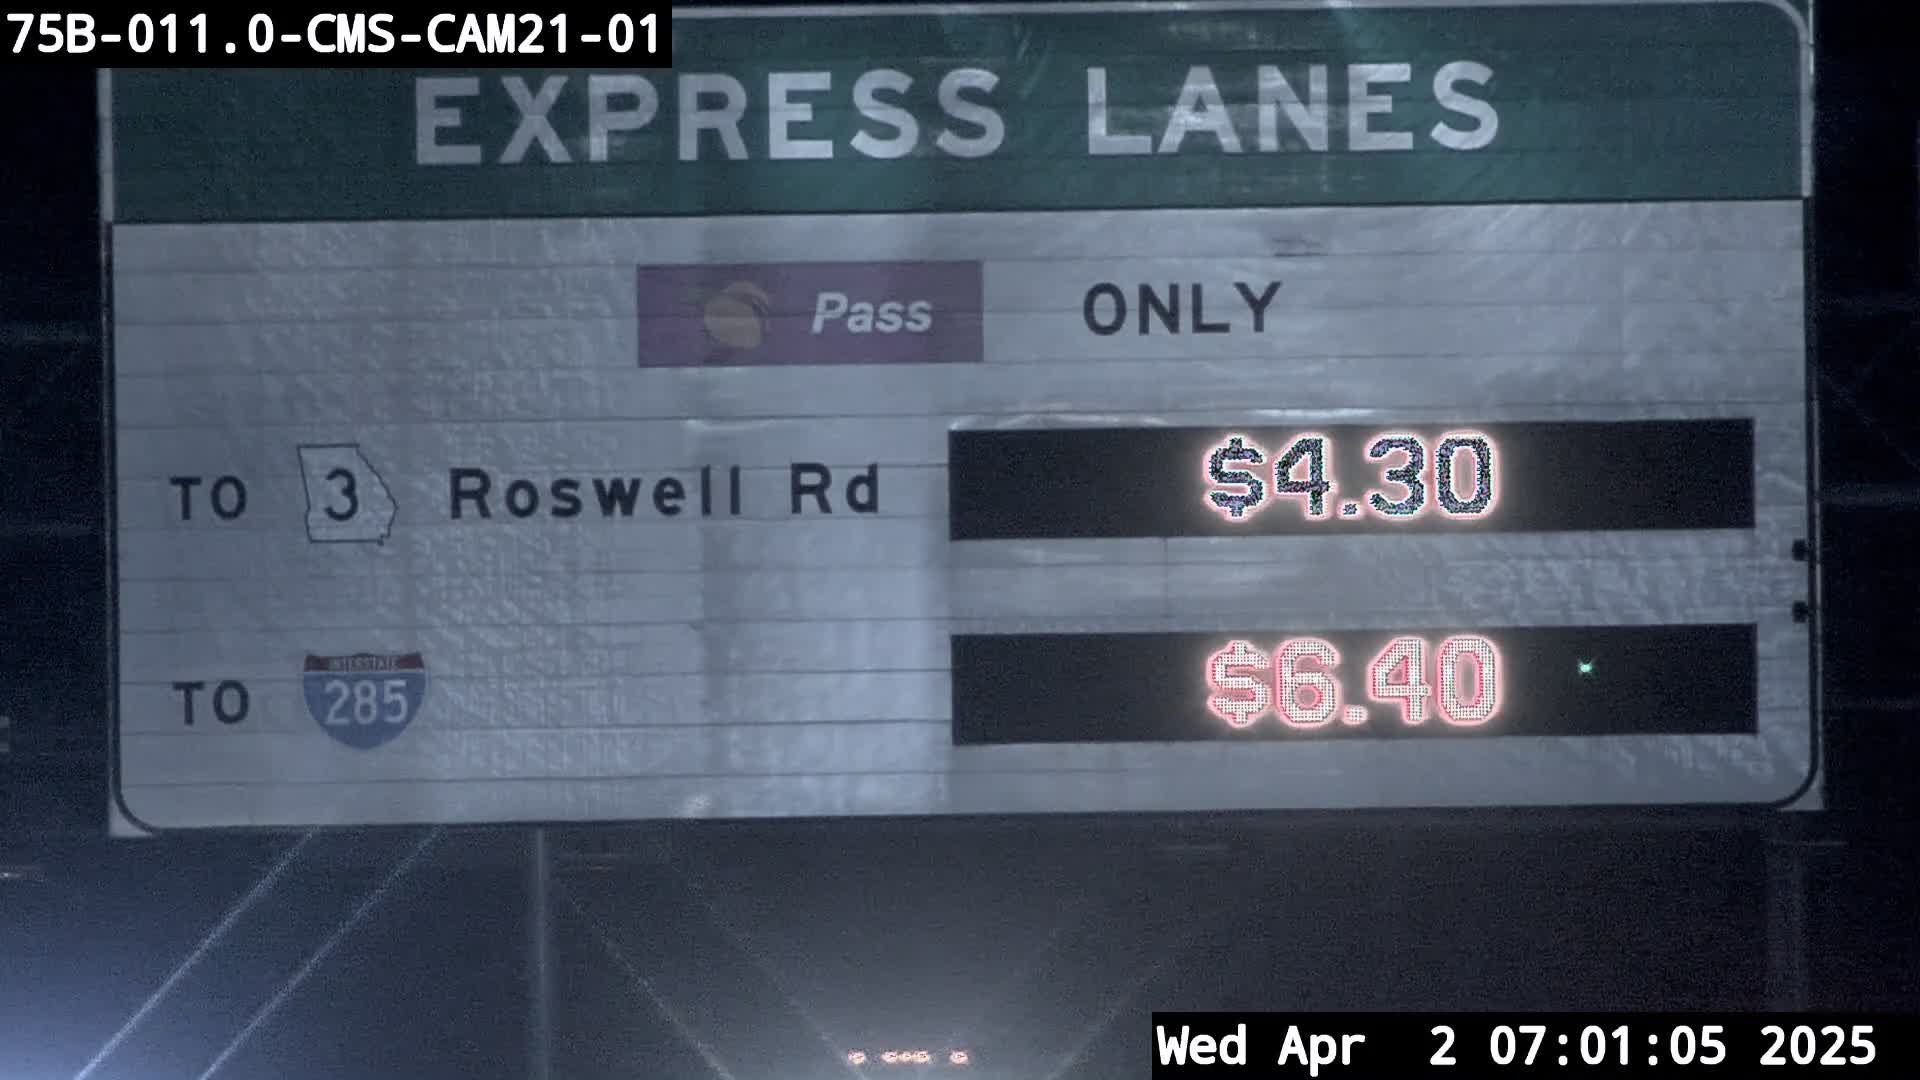 75B-011.0-CMS-CAM21-01
EXPRESS LANES
Pass ONLY
TO 3 Roswell Rd $4.30
TO INTERSTATE 285 $6.40
Wed Apr 2 07:01:05 2025